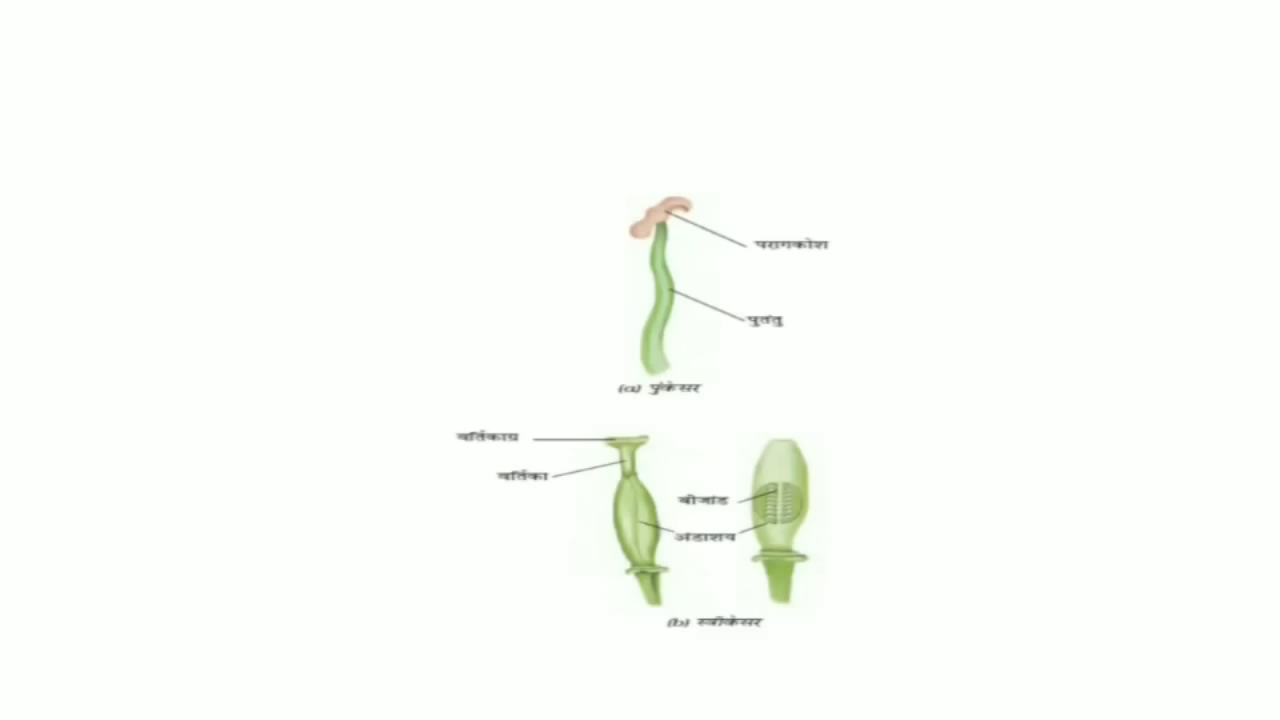 परागकोश
पुतंतु
(a) पुंकेसर
वर्तिकाग्र
वर्तिका
बीजांड
अंडाशय
(b) स्त्रीकेसर